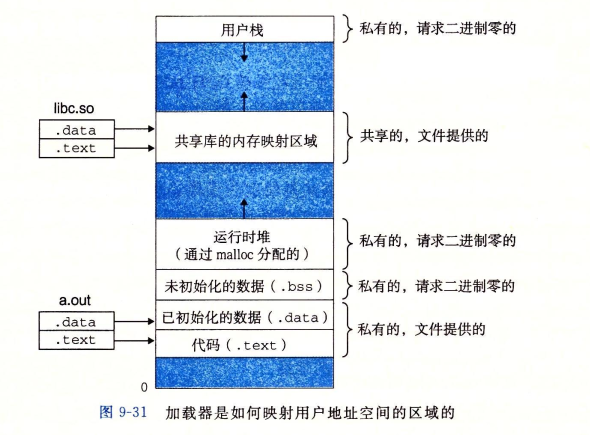 用户栈
私有的，请求二进制零的
libc.so
.data
.text
共享库的内存映射区域
共享的，文件提供的
运行时堆
（通过 malloc 分配的）
私有的，请求二进制零的
未初始化的数据（.bss）
私有的，请求二进制零的
a.out
.data
.text
已初始化的数据（.data）
代码（.text）
私有的，文件提供的
0
图 9-31 加载器是如何映射用户地址空间的区域的